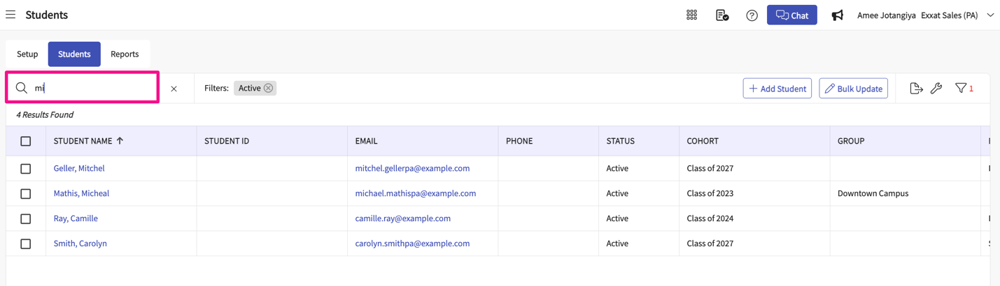 Students
Chat
Amee Jotangiya Exxat Sales (PA)
Setup Students Reports
mi
Filters: Active
Add Student
Bulk Update
1
4 Results Found
STUDENT NAME STUDENT ID EMAIL PHONE STATUS COHORT GROUP
Geller, Mitchel mitchel.gellerpa@example.com Active Class of 2027
Mathis, Micheal michael.mathispa@example.com Active Class of 2023 Downtown Campus
Ray, Camille camille.ray@example.com Active Class of 2024
Smith, Carolyn carolyn.smithpa@example.com Active Class of 2027